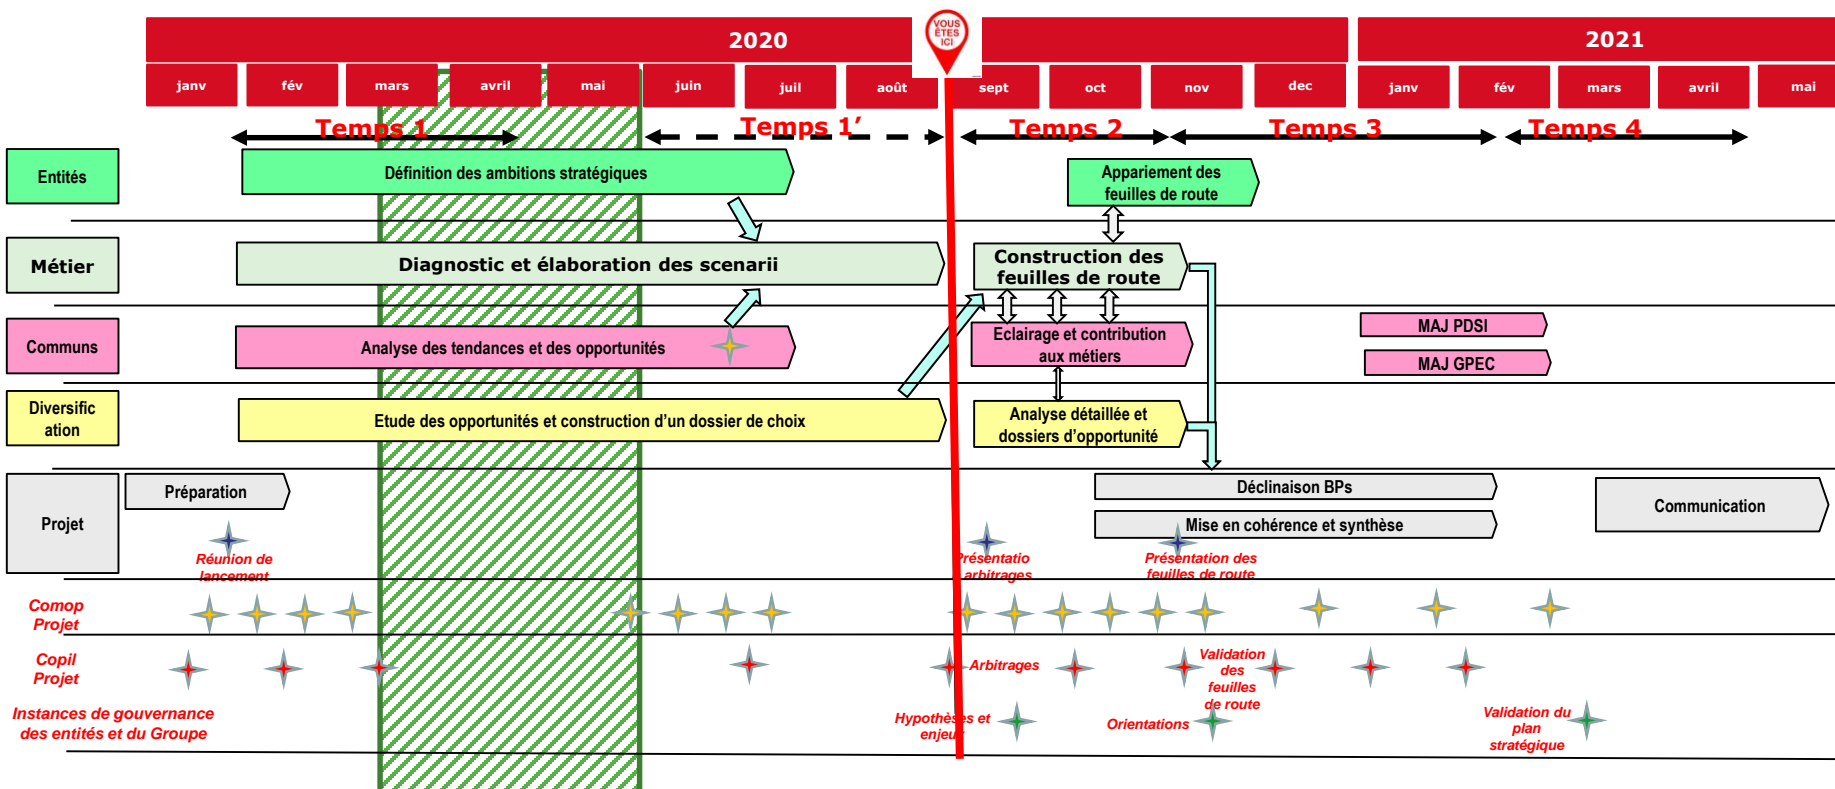 VOUS
ÊTES
ICI
2020
2021
janv
fév
mars
avril
mai
juin
juil
août
sept
oct
nov
dec
janv
fév
mars
avril
mai
Temps 1
Temps 1’
Temps 2
Temps 3
Temps 4
Entités
Définition des ambitions stratégiques
Appariement des
feuilles de route
Métier
Diagnostic et élaboration des scenarii
Construction des
feuilles de route
Communs
Analyse des tendances et des opportunités
Eclairage et contribution
aux métiers
MAJ PDSI
MAJ GPEC
Diversific
ation
Etude des opportunités et construction d’un dossier de choix
Analyse détaillée et
dossiers d’opportunité
Projet
Préparation
Déclinaison BPs
Mise en cohérence et synthèse
Communication
Réunion de
lancement
Présentatio
arbitrages
Présentation des
feuilles de route
Comop
Projet
Copil
Projet
Arbitrages
Validation
des
feuilles
de route
Instances de gouvernance
des entités et du Groupe
Hypothèses et
enjeux
Orientations
Validation du
plan
stratégique